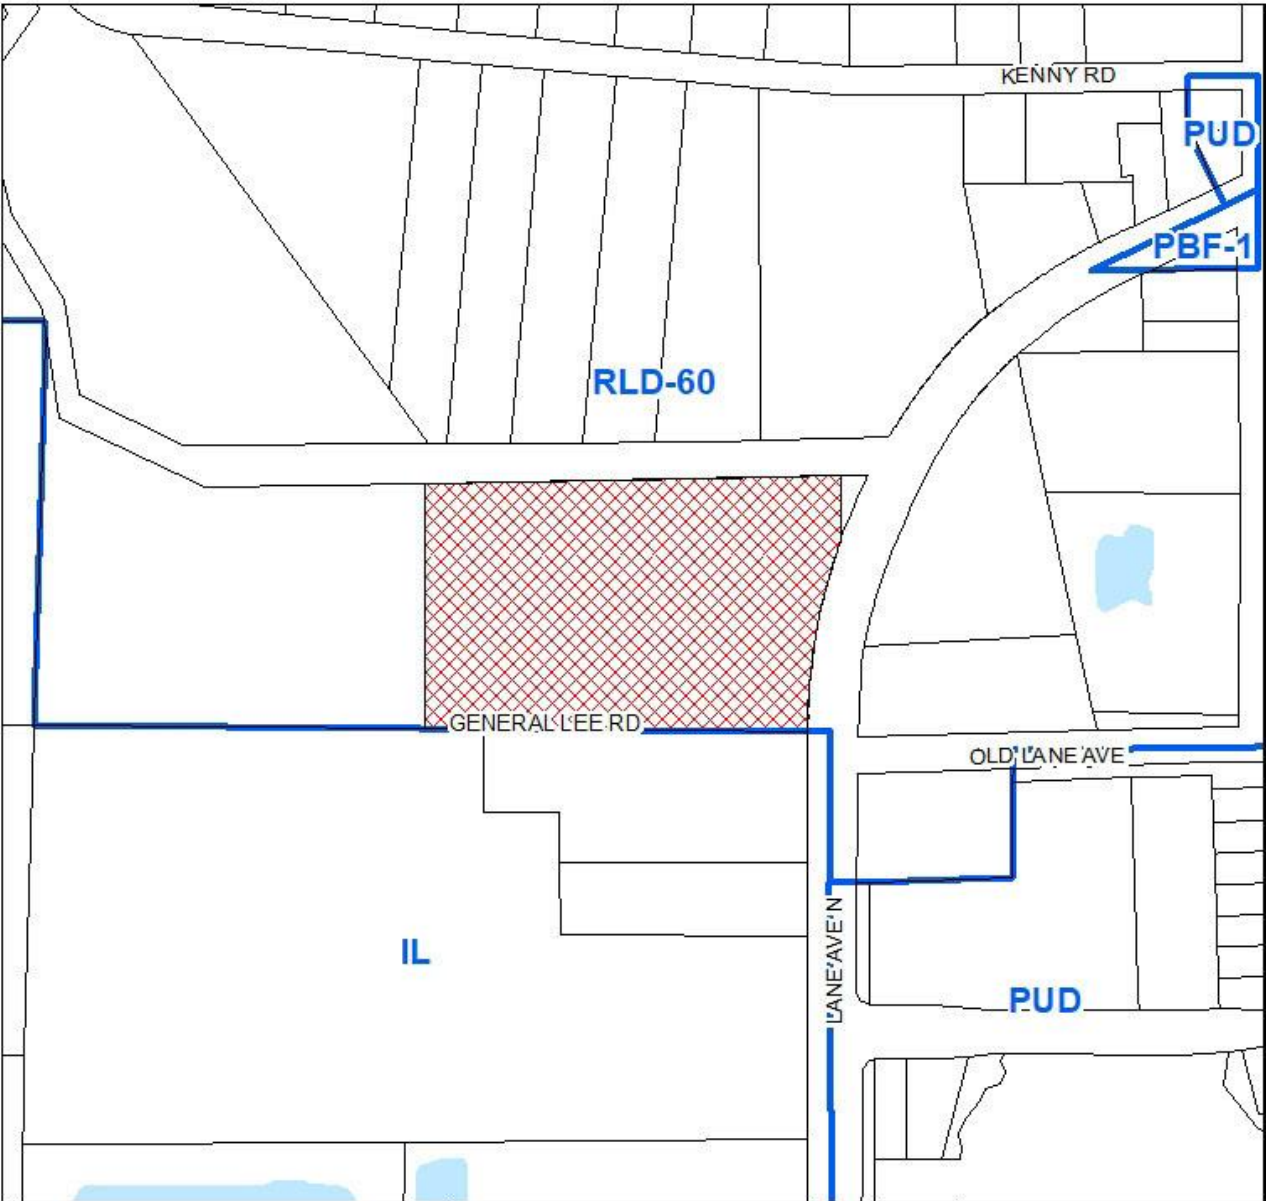 KENNY RD
PUD
PBF-1
RLD-60
GENERAL LEE RD
OLD LANE AVE
LANE AVE N
IL
PUD